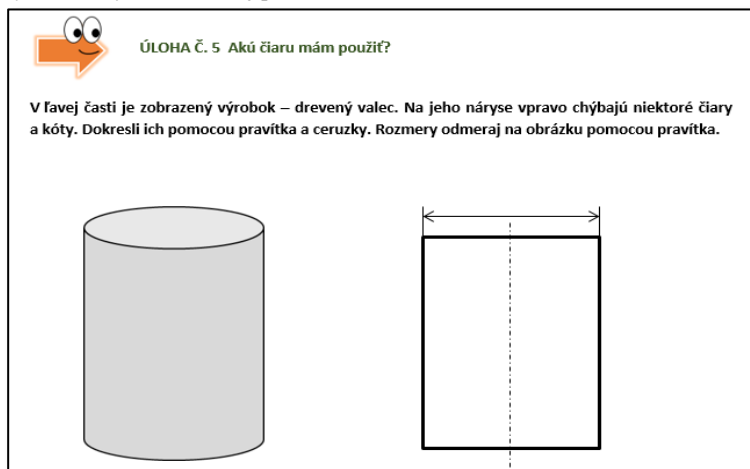 ÚLOHA Č. 5 Akú čiaru mám použiť?
V ľavej časti je zobrazený výrobok – drevený valec. Na jeho náryse vpravo chýbajú niektoré čiary
a kóty. Dokresli ich pomocou pravítka a ceruzky. Rozmery odmeraj na obrázku pomocou pravítka.